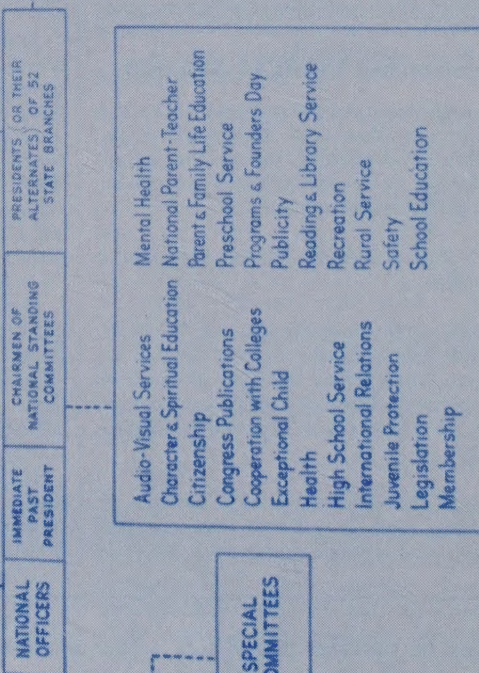 NATIONAL
OFFICERS
IMMEDIATE
PAST
PRESIDENT
CHAIRMEN OF
NATIONAL STANDING
COMMITTEES
PRESIDENTS (OR THEIR
ALTERNATES) OF 52
STATE BRANCHES
SPECIAL
COMMITTEES
Audio-Visual Services
Character & Spiritual Education
Citizenship
Congress Publications
Cooperation with Colleges
Exceptional Child
Health
High School Service
International Relations
Juvenile Protection
Legislation
Membership
Mental Health
National Parent-Teacher
Parent & Family Life Education
Preschool Service
Programs & Founders Day
Publicity
Reading & Library Service
Recreation
Rural Service
Safety
School Education